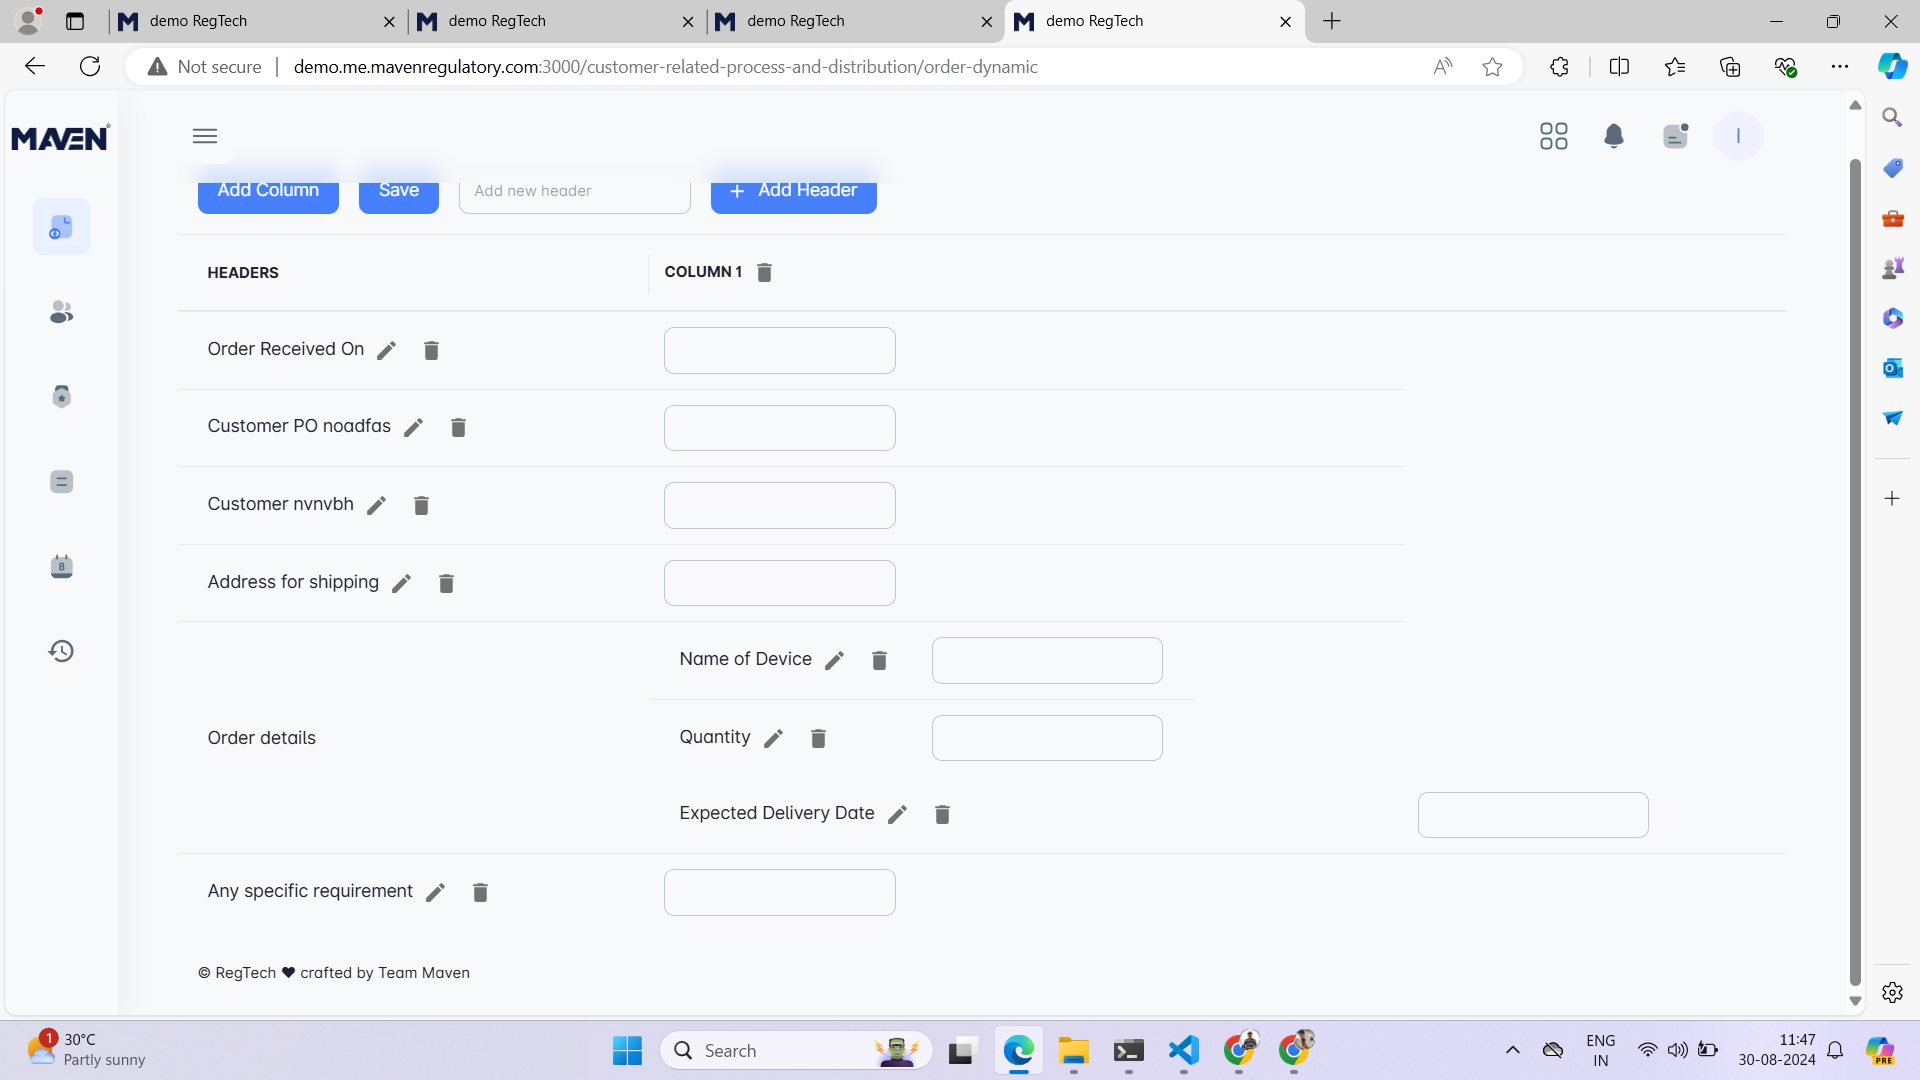 demo RegTech
demo RegTech
demo RegTech
demo RegTech
Not secure
demo.me.mavenregulatory.com:3000/customer-related-process-and-distribution/order-dynamic
MAVEN
I
Add Column
Save
Add new header
+ Add Header
HEADERS
COLUMN 1
Order Received On
Customer PO noadfas
Customer nvnvbh
Address for shipping
Name of Device
Order details
Quantity
Expected Delivery Date
Any specific requirement
8
© RegTech ♥ crafted by Team Maven
1
30°C
Partly sunny
Search
ENG
IN
11:47
30-08-2024
PRE